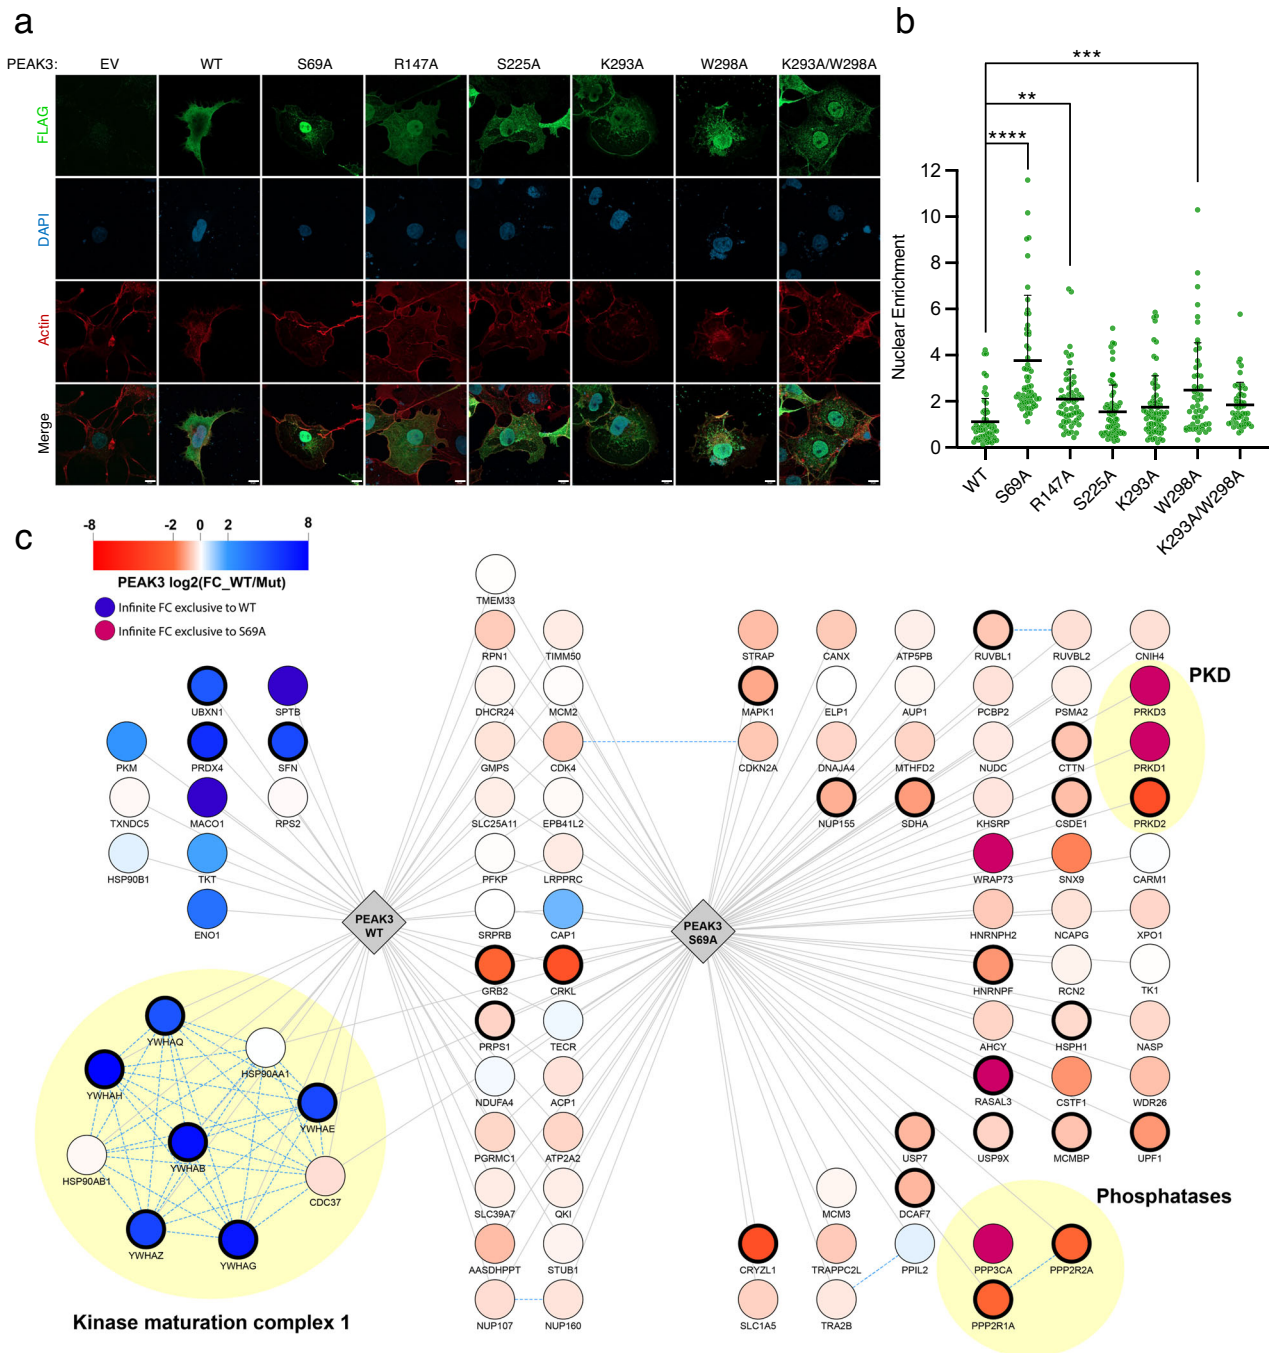 a
PEAK3: EV WT S69A R147A S225A K293A W298A K293A/W298A
FLAG
DAPI
Actin
Merge
b
***
**
****
Nuclear Enrichment
12
10
8
6
4
2
0
WT S69A R147A S225A K293A W298A K293A/W298A
c
-8 -2 0 2 8
PEAK3 log2(FC_WT/Mut)
Infinite FC exclusive to WT
Infinite FC exclusive to S69A
TMEM33
RPN1 TIMM50 STRAP CANX ATP5PB RUVBL1 RUVBL2 CNIH4
PKD
UBXN1 SPTB DHCR24 MCM2 MAPK1 ELP1 AUP1 PCBP2 PSMA2 PRKD3
PKM PRDX4 SFN GMPS CDK4 CDKN2A DNAJA4 MTHFD2 NUDC CTTN PRKD1
TXNDC5 MACO1 RPS2 SLC25A11 EPB41L2 NUP155 SDHA KHSRP CSDE1 PRKD2
HSP90B1 TKT PFKP LRPPRC WRAP73 SNX9 CARM1
ENO1 SRPRB CAP1 HNRNPH2 NCAPG XPO1
PEAK3
WT
PEAK3
S69A
GRB2 CRKL HNRNPF RCN2 TK1
YWHAQ PRPS1 TECR AHCY HSPH1 NASP
HSP90AA1
YWHAH NDUFA4 ACP1 RASAL3 CSTF1 WDR26
YWHAE
YWHAB PGRMC1 ATP2A2 USP7 USP9X MCMBP UPF1
HSP90AB1 CDC37
SLC39A7 QKI MCM3 DCAF7
Phosphatases
YWHAZ YWHAG AASDHPPT STUB1 CRYZL1 TRAPPC2L PPIL2 PPP3CA PPP2R2A
NUP107 NUP160 SLC1A5 TRA2B PPP2R1A
Kinase maturation complex 1